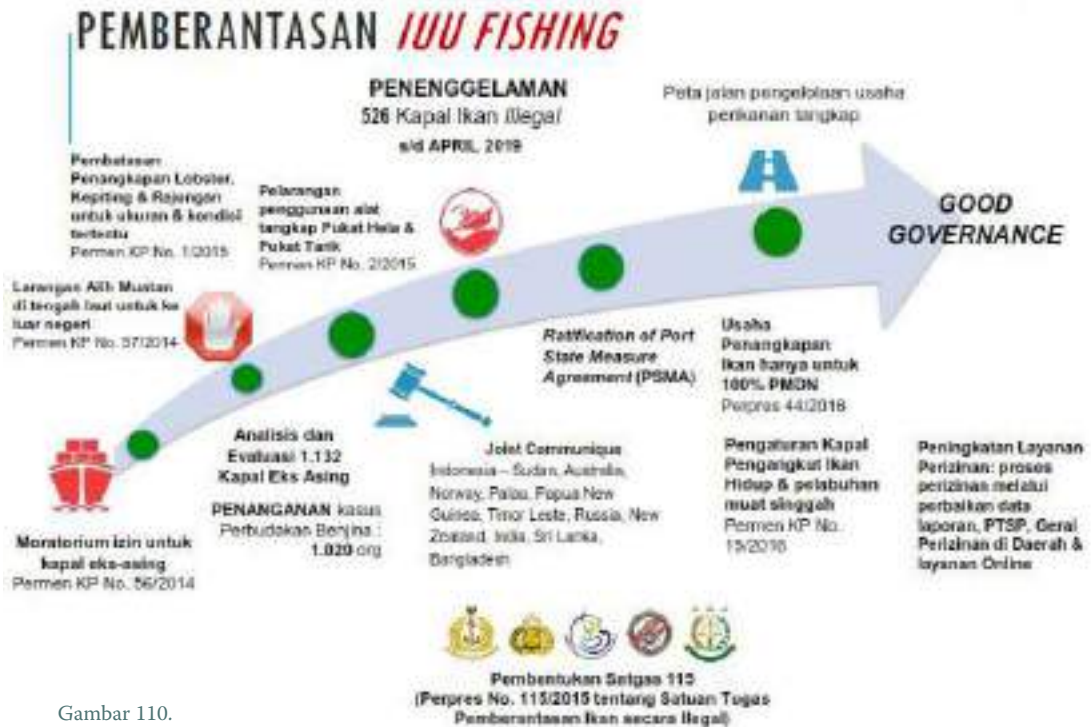 PEMBERANTASAN IUU FISHING
PENENGGELAMAN
526 Kapal Ikan Illegal
s/d APRIL 2019
Peta jalan pengelolaan usaha
perikanan tangkap
Pembatasan
Penangkapan Lobster,
Kepiting & Rajungan
untuk ukuran & kondisi
tertentu
Permen KP No. 1/2015
Pelarangan
penggunaan alat
tangkap Pukat Hela &
Pukat Tarik
Permen KP No. 2/2015
GOOD
GOVERNANCE
Larangan Alih Muatan
di tengah laut untuk ke
luar negeri
Permen KP No. 57/2014
Ratification of Port
State Measure
Agreement (PSMA)
Usaha
Penangkapan
Ikan hanya untuk
100% PMDN
Perpres 44/2016
Analisis dan
Evaluasi 1.132
Kapal Eks Asing
PENANGANAN kasus
Perbudakan Benjina :
1.020 org
Joint Communique
Indonesia – Sudan, Australia,
Norway, Palau, Papua New
Guinea, Timor Leste, Russia, New
Zealand, India, Sri Lanka,
Bangladesh
Pengaturan Kapal
Pengangkut Ikan
Hidup & pelabuhan
muat singgah
Permen KP No.
15/2016
Peningkatan Layanan
Perizinan: proses
perizinan melalui
perbaikan data
laporan, PTSP, Gerai
Perizinan di Daerah &
layanan Online
Moratorium izin untuk
kapal eks-asing
Permen KP No. 56/2014
Pembentukan Satgas 115
(Perpres No. 115/2015 tentang Satuan Tugas
Pemberantasan Ikan secara Ilegal)
Gambar 110.